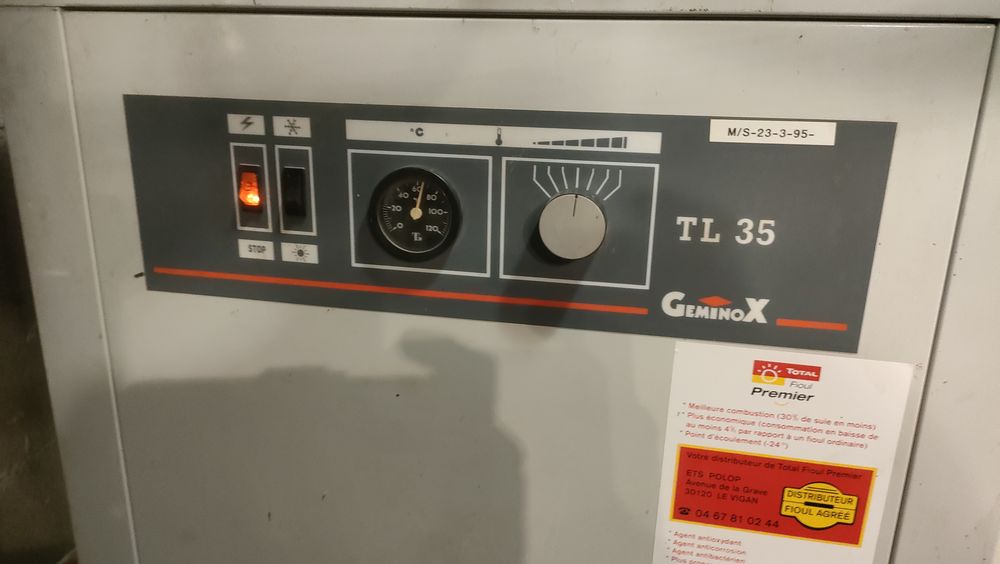 °C
M/S-23-3-95-
0 20 40 60 80 100 120
STOP
TL 35
GEMINOX
TOTAL
Fioul
Premier
* Meilleure combustion (30% de suie en moins)
* Plus économique (consommation en baisse de
au moins 4% par rapport à un fioul ordinaire)
* Point d'écoulement (-24°)
Votre distributeur de Total Fioul Premier
ETS POLOP
Avenue de la Grave
30120 LE VIGAN
☎ 04 67 81 02 44
DISTRIBUTEUR
FIOUL AGRÉÉ
* Agent antioxydant
* Agent anticorrosion
* Agent antibactérien
* Plus